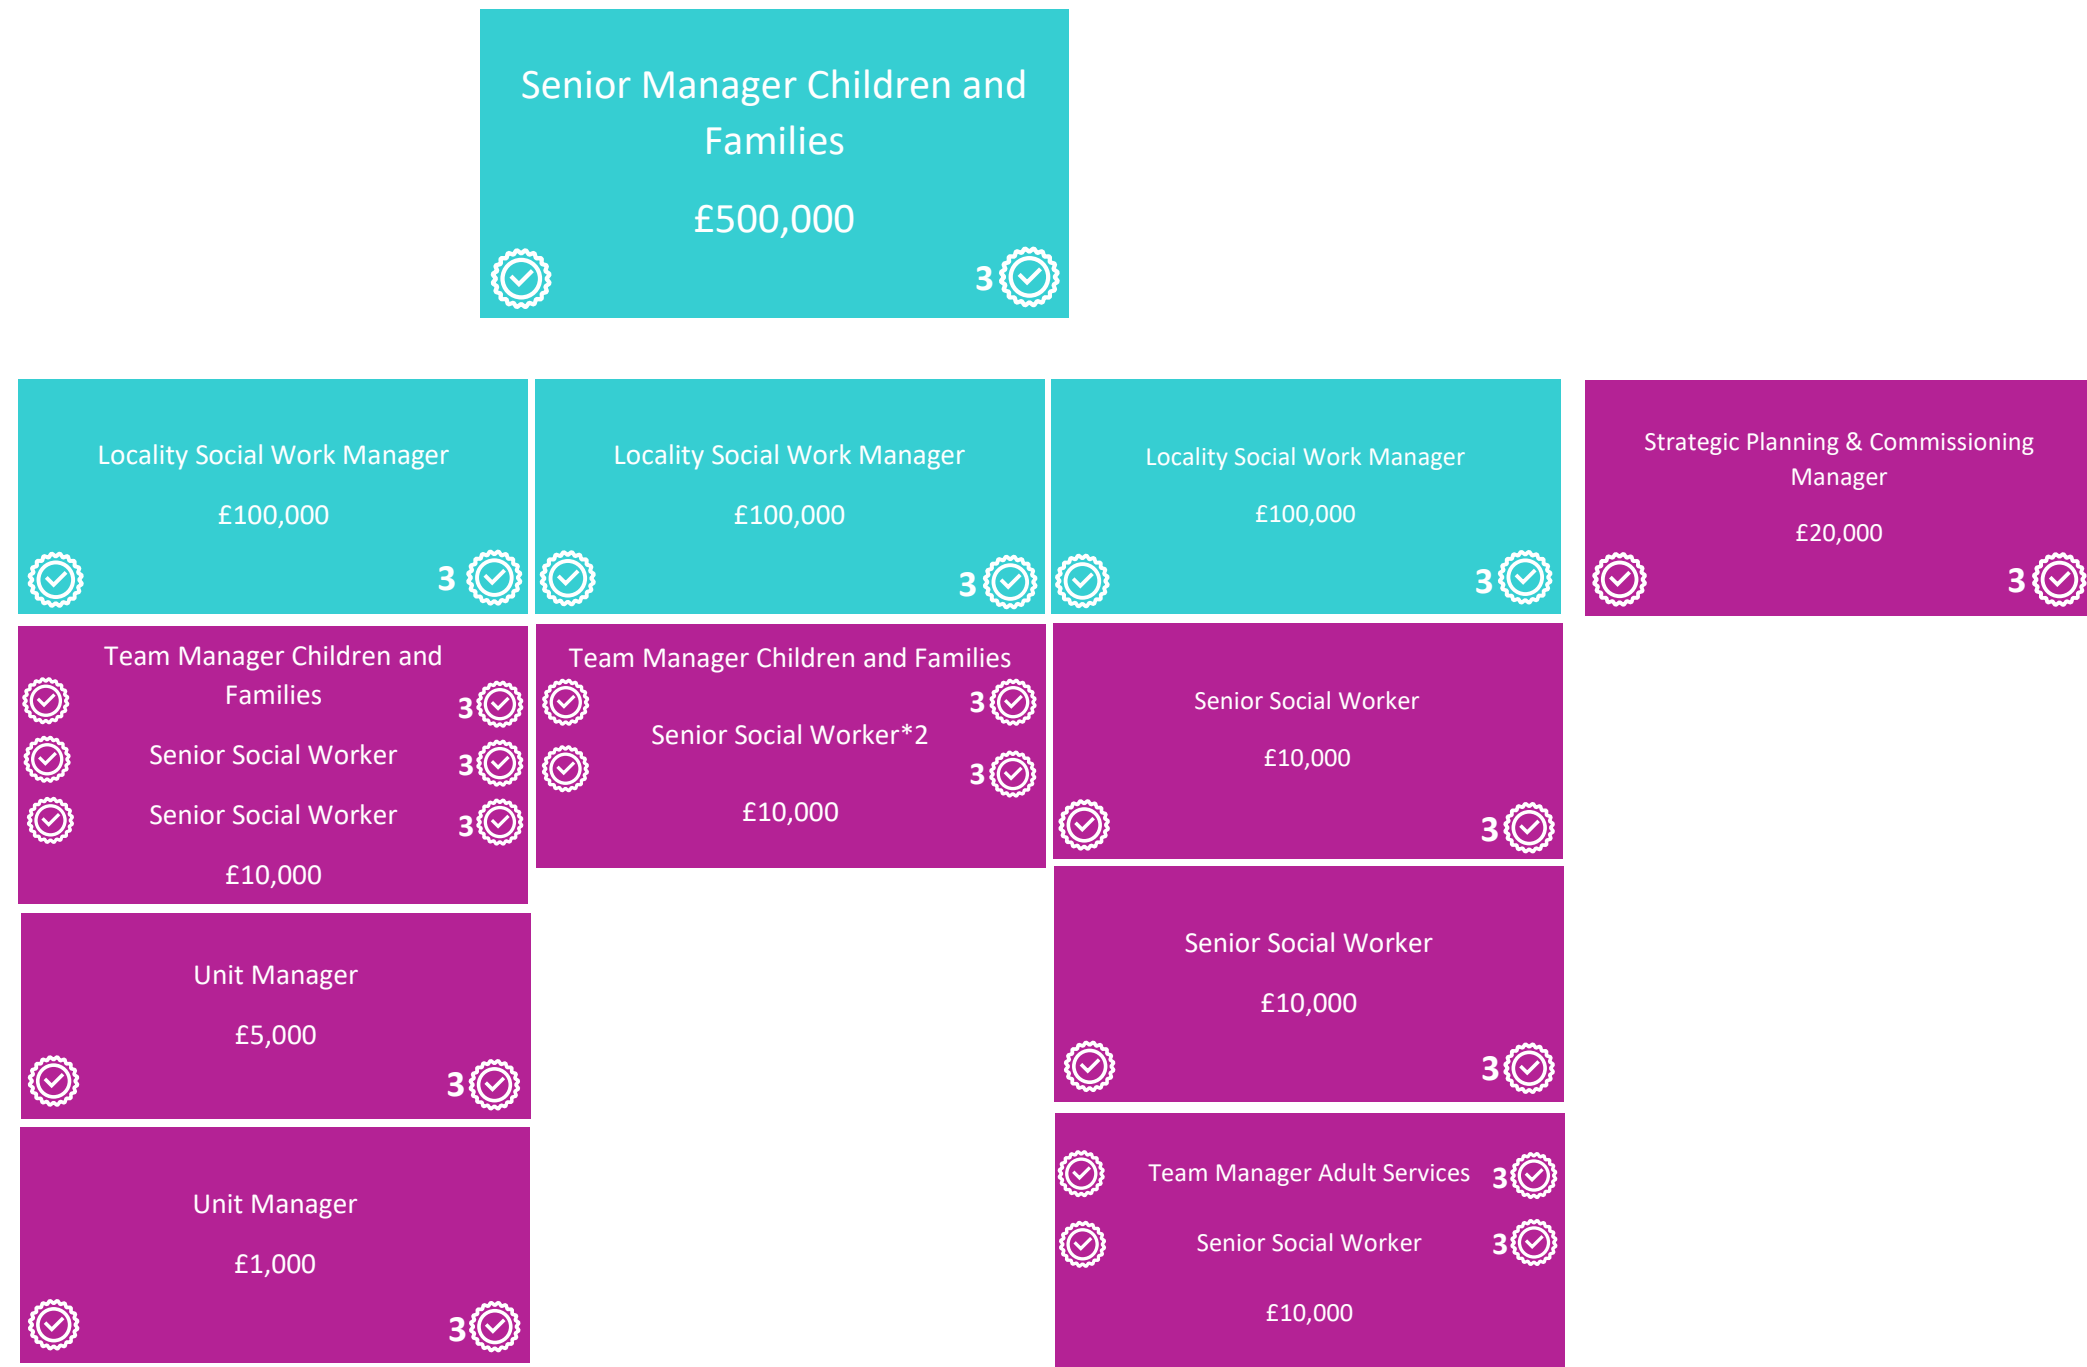 Senior Manager Children and
Families
£500,000
3
Locality Social Work Manager
£100,000
3
Locality Social Work Manager
£100,000
3
Locality Social Work Manager
£100,000
3
Strategic Planning & Commissioning
Manager
£20,000
3
Team Manager Children and
Families
3
Senior Social Worker
3
Senior Social Worker
3
£10,000
Team Manager Children and Families
3
Senior Social Worker*2
3
£10,000
Senior Social Worker
£10,000
3
Unit Manager
£5,000
3
Senior Social Worker
£10,000
3
Unit Manager
£1,000
3
Team Manager Adult Services
3
Senior Social Worker
3
£10,000